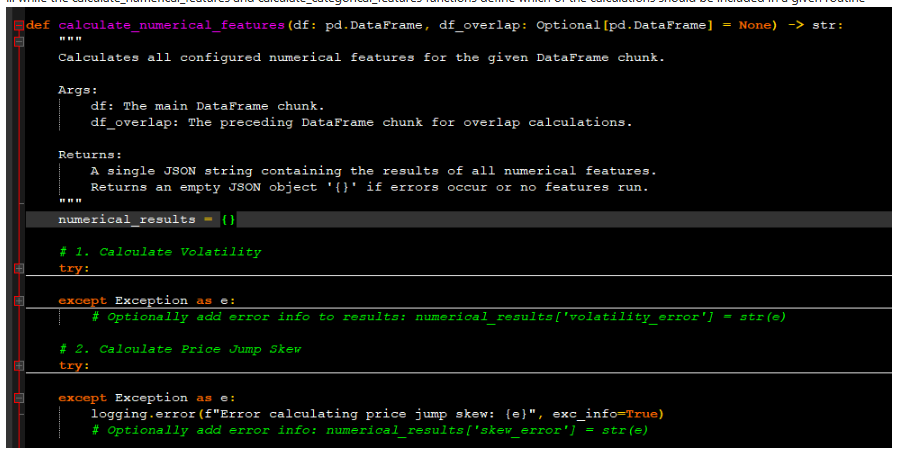 def calculate_numerical_features(df: pd.DataFrame, df_overlap: Optional[pd.DataFrame] = None) -> str:
"""
Calculates all configured numerical features for the given DataFrame chunk.
Args:
df: The main DataFrame chunk.
df_overlap: The preceding DataFrame chunk for overlap calculations.
Returns:
A single JSON string containing the results of all numerical features.
Returns an empty JSON object '{}' if errors occur or no features run.
"""
numerical_results = {}
# 1. Calculate Volatility
try:
except Exception as e:
# Optionally add error info to results: numerical_results['volatility_error'] = str(e)
# 2. Calculate Price Jump Skew
try:
except Exception as e:
logging.error(f"Error calculating price jump skew: {e}", exc_info=True)
# Optionally add error info: numerical_results['skew_error'] = str(e)